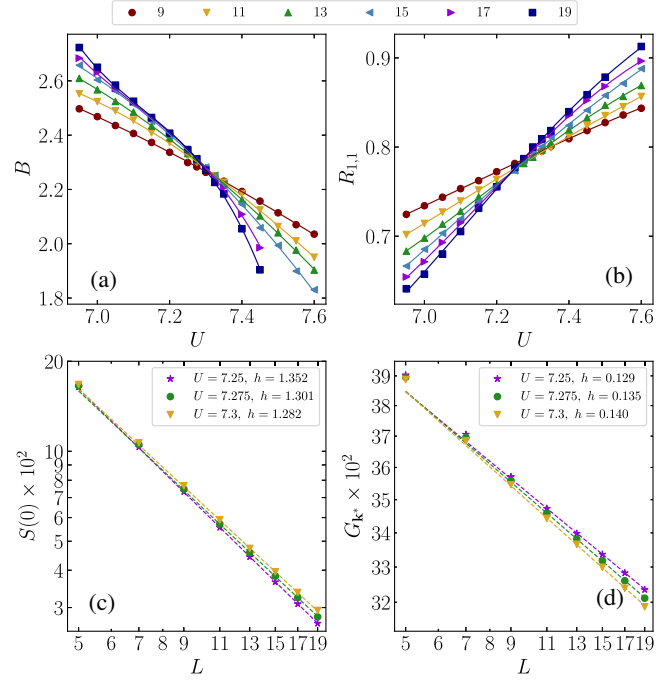 9 11 13 15 17 19
2.6
2.4
2.2
2.0
1.8
B
(a)
7.0 7.2 7.4 7.6
U
0.9
0.8
0.7
R₁,₁
(b)
7.0 7.2 7.4 7.6
U
20
10
9
8
7
6
5
4
3
S(0) × 10²
U = 7.25, h = 1.352
U = 7.275, h = 1.301
U = 7.3, h = 1.282
(c)
5 6 7 8 9 11 13 15 17 19
L
39
38
37
36
35
34
33
32
G_k* × 10²
U = 7.25, h = 0.129
U = 7.275, h = 0.135
U = 7.3, h = 0.140
(d)
5 6 7 8 9 11 13 15 17 19
L